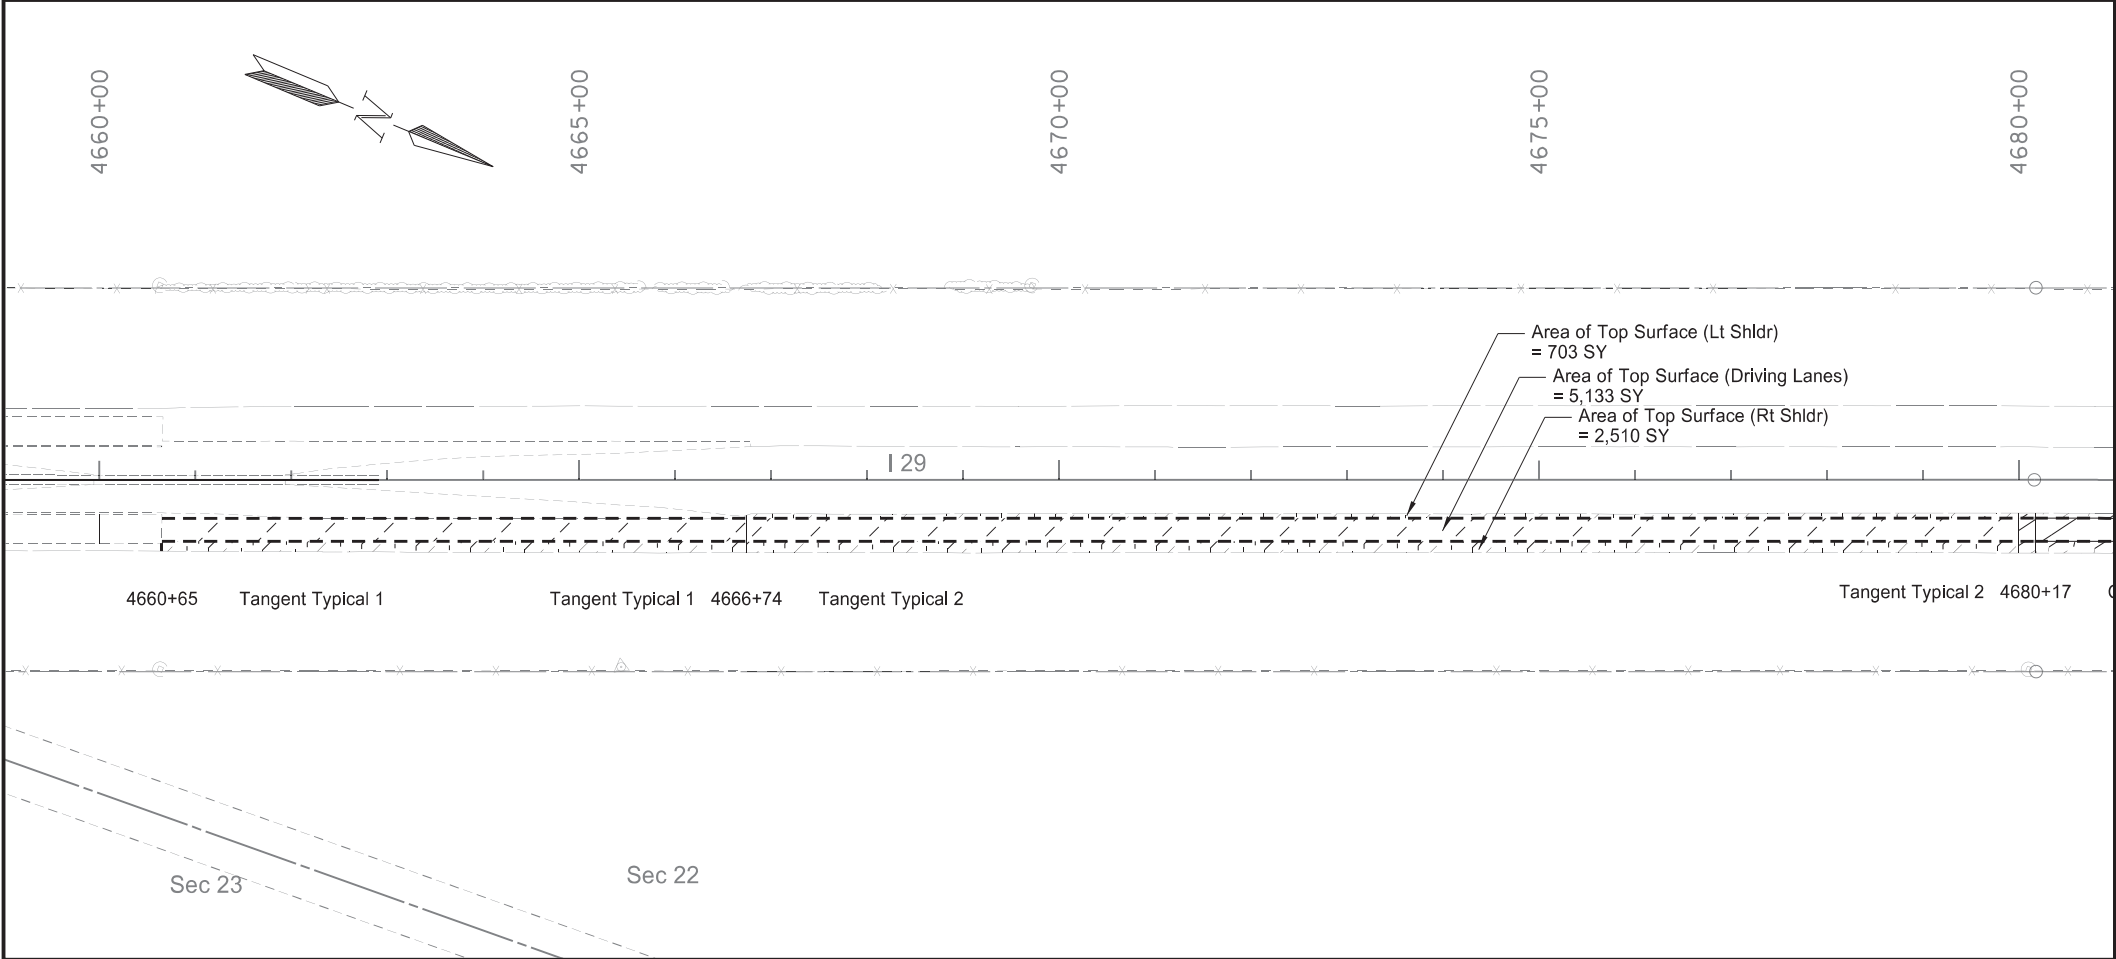 4660+00
4665+00
4670+00
4675+00
4680+00
N
Area of Top Surface (Lt Shldr)
= 703 SY
Area of Top Surface (Driving Lanes)
= 5,133 SY
Area of Top Surface (Rt Shldr)
= 2,510 SY
I 29
4660+65
Tangent Typical 1
Tangent Typical 1
4666+74
Tangent Typical 2
Tangent Typical 2
4680+17
Sec 23
Sec 22